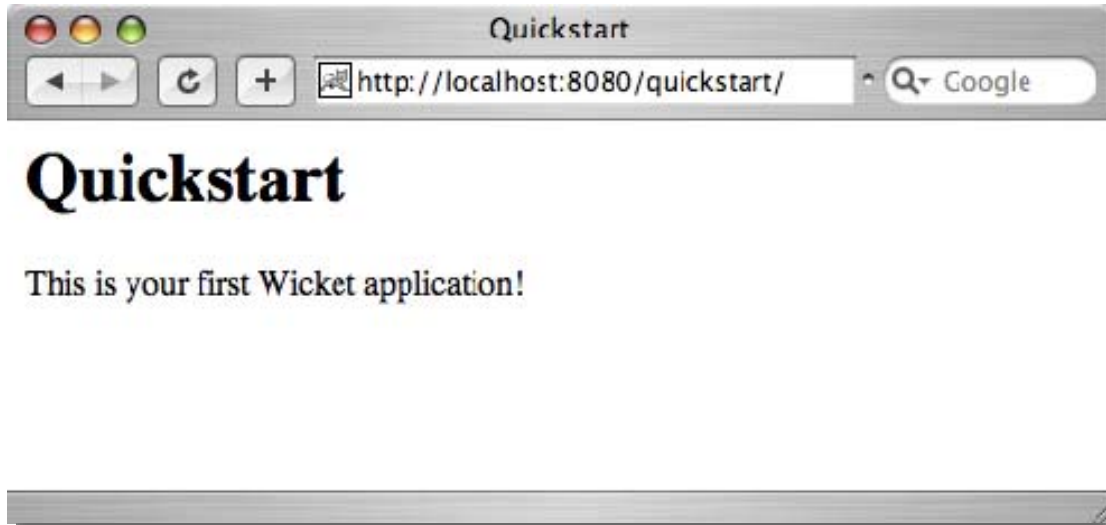 Quickstart
http://localhost:8080/quickstart/
Google
Quickstart
This is your first Wicket application!